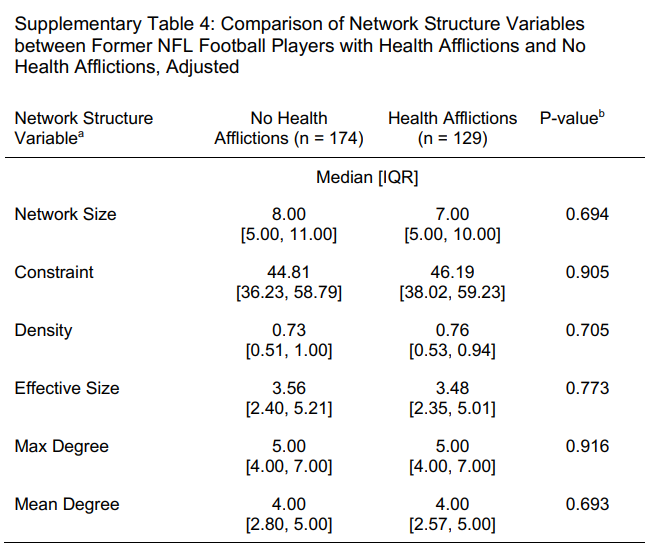 Supplementary Table 4: Comparison of Network Structure Variables
between Former NFL Football Players with Health Afflictions and No
Health Afflictions, Adjusted
Network Structure Variableᵃ No Health Afflictions (n = 174) Health Afflictions (n = 129) P-valueᵇ
Median [IQR]
Network Size 8.00 7.00 0.694
[5.00, 11.00] [5.00, 10.00]
Constraint 44.81 46.19 0.905
[36.23, 58.79] [38.02, 59.23]
Density 0.73 0.76 0.705
[0.51, 1.00] [0.53, 0.94]
Effective Size 3.56 3.48 0.773
[2.40, 5.21] [2.35, 5.01]
Max Degree 5.00 5.00 0.916
[4.00, 7.00] [4.00, 7.00]
Mean Degree 4.00 4.00 0.693
[2.80, 5.00] [2.57, 5.00]